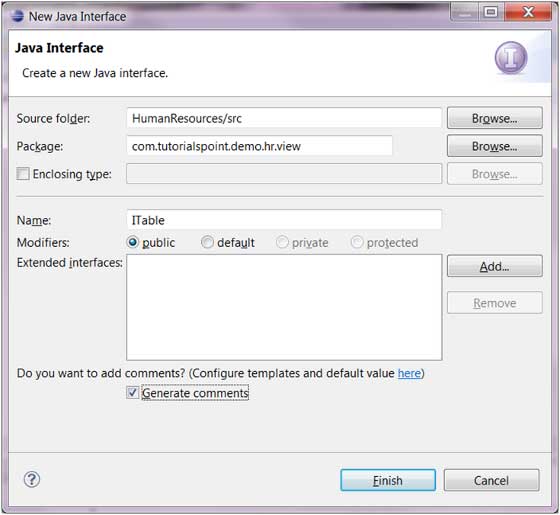 New Java Interface
Java Interface
Create a new Java interface.
I
Source folder: HumanResources/src Browse...
Package: com.tutorialspoint.demo.hr.view Browse...
Enclosing type: Browse...
Name: ITable
Modifiers: public default private protected
Extended interfaces: Add...
Remove
Do you want to add comments? (Configure templates and default value here)
Generate comments
? Finish Cancel